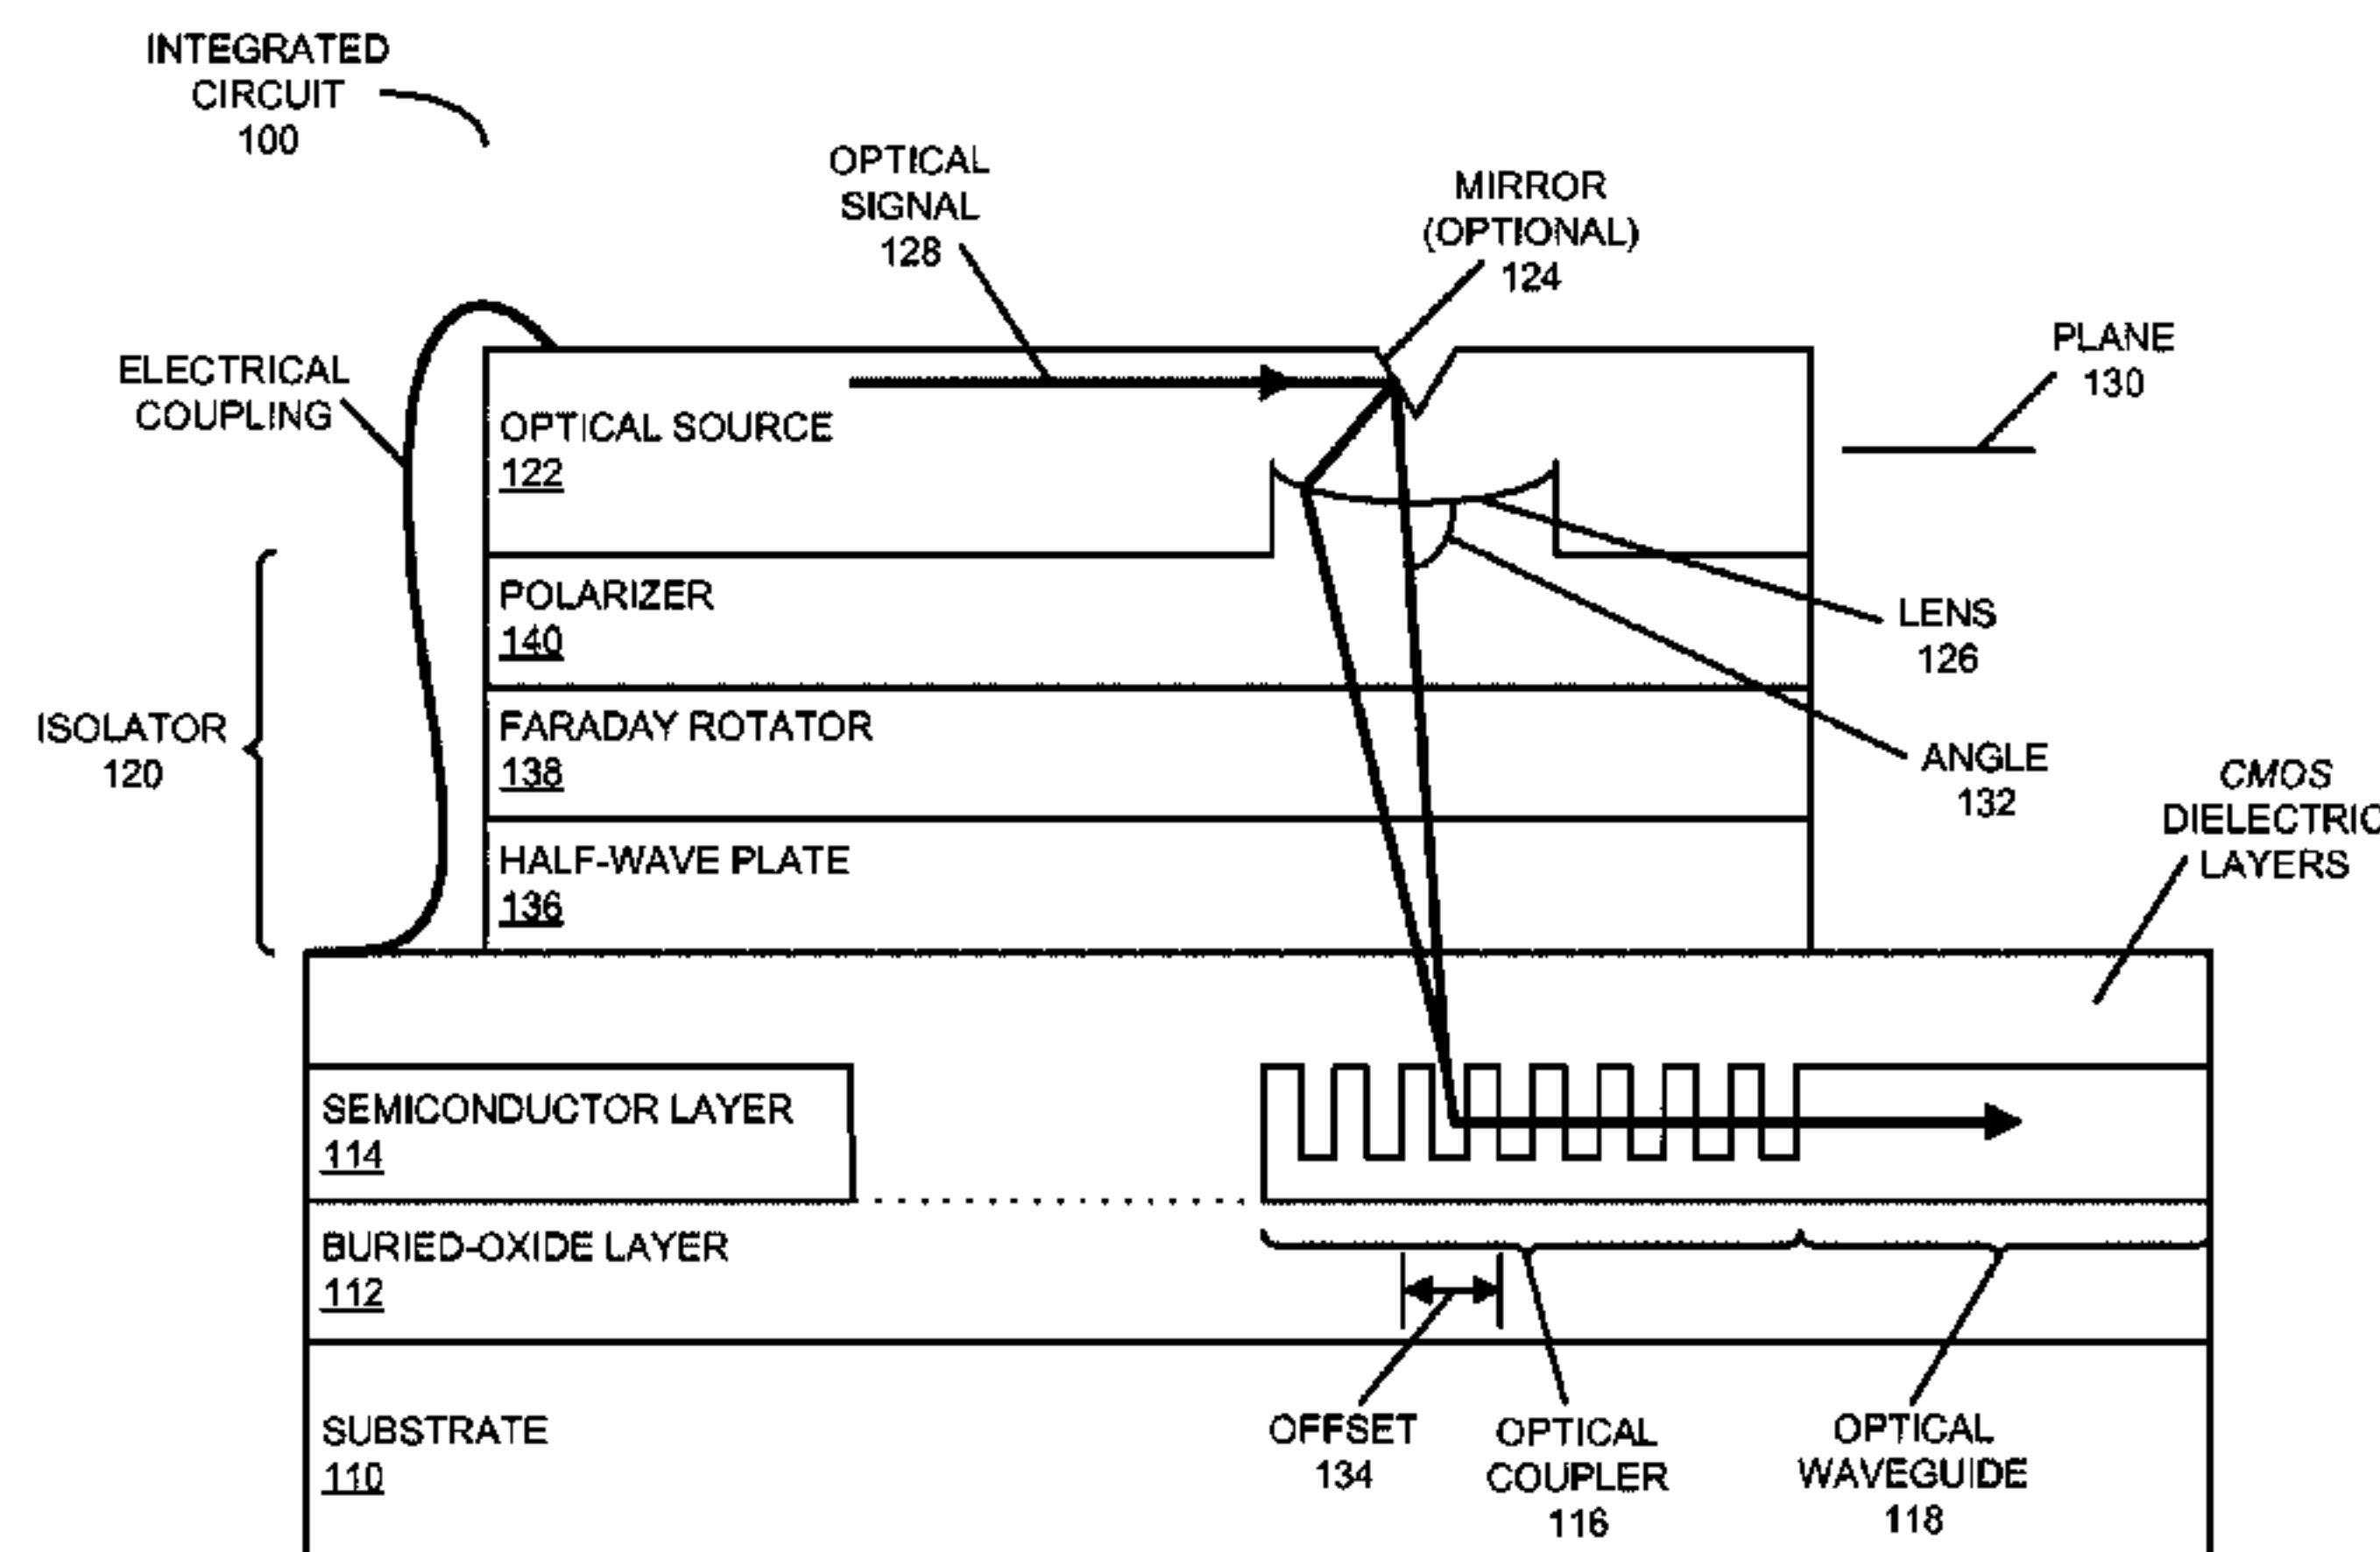 INTEGRATED
CIRCUIT
100
OPTICAL
SIGNAL
128
MIRROR
(OPTIONAL)
124
PLANE
130
ELECTRICAL
COUPLING
OPTICAL SOURCE
122
POLARIZER
140
LENS
126
ISOLATOR
120
FARADAY ROTATOR
138
ANGLE
132
CMOS
DIELECTRIC
LAYERS
HALF-WAVE PLATE
136
SEMICONDUCTOR LAYER
114
BURIED-OXIDE LAYER
112
SUBSTRATE
110
OFFSET
134
OPTICAL
COUPLER
116
OPTICAL
WAVEGUIDE
118